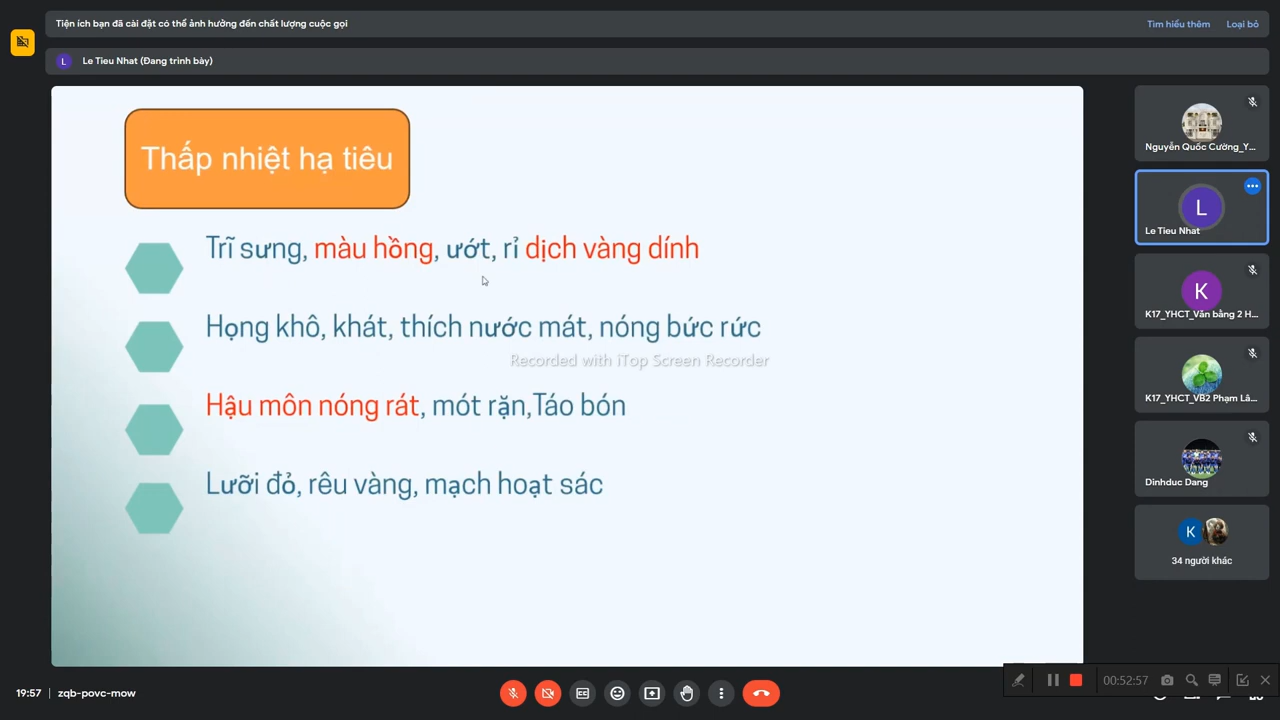 Tiện ích bạn đã cài đặt có thể ảnh hưởng đến chất lượng cuộc gọi
Tìm hiểu thêm
Loại bỏ
L
Le Tieu Nhat (Đang trình bày)
Thấp nhiệt hạ tiêu
Trĩ sưng, màu hồng, ướt, rỉ dịch vàng dính
Họng khô, khát, thích nước mát, nóng bức rức
Recorded with iTop Screen Recorder
Hậu môn nóng rát, mót rặn,Táo bón
Lưỡi đỏ, rêu vàng, mạch hoạt sác
Nguyễn Quốc Cường_Y...
L
Le Tieu Nhat
K
K17_YHCT_Văn bằng 2 H...
K17_YHCT_VB2 Phạm Lâ...
Dinhduc Dang
K
34 người khác
19:57 | zqb-povc-mow
00:52:57